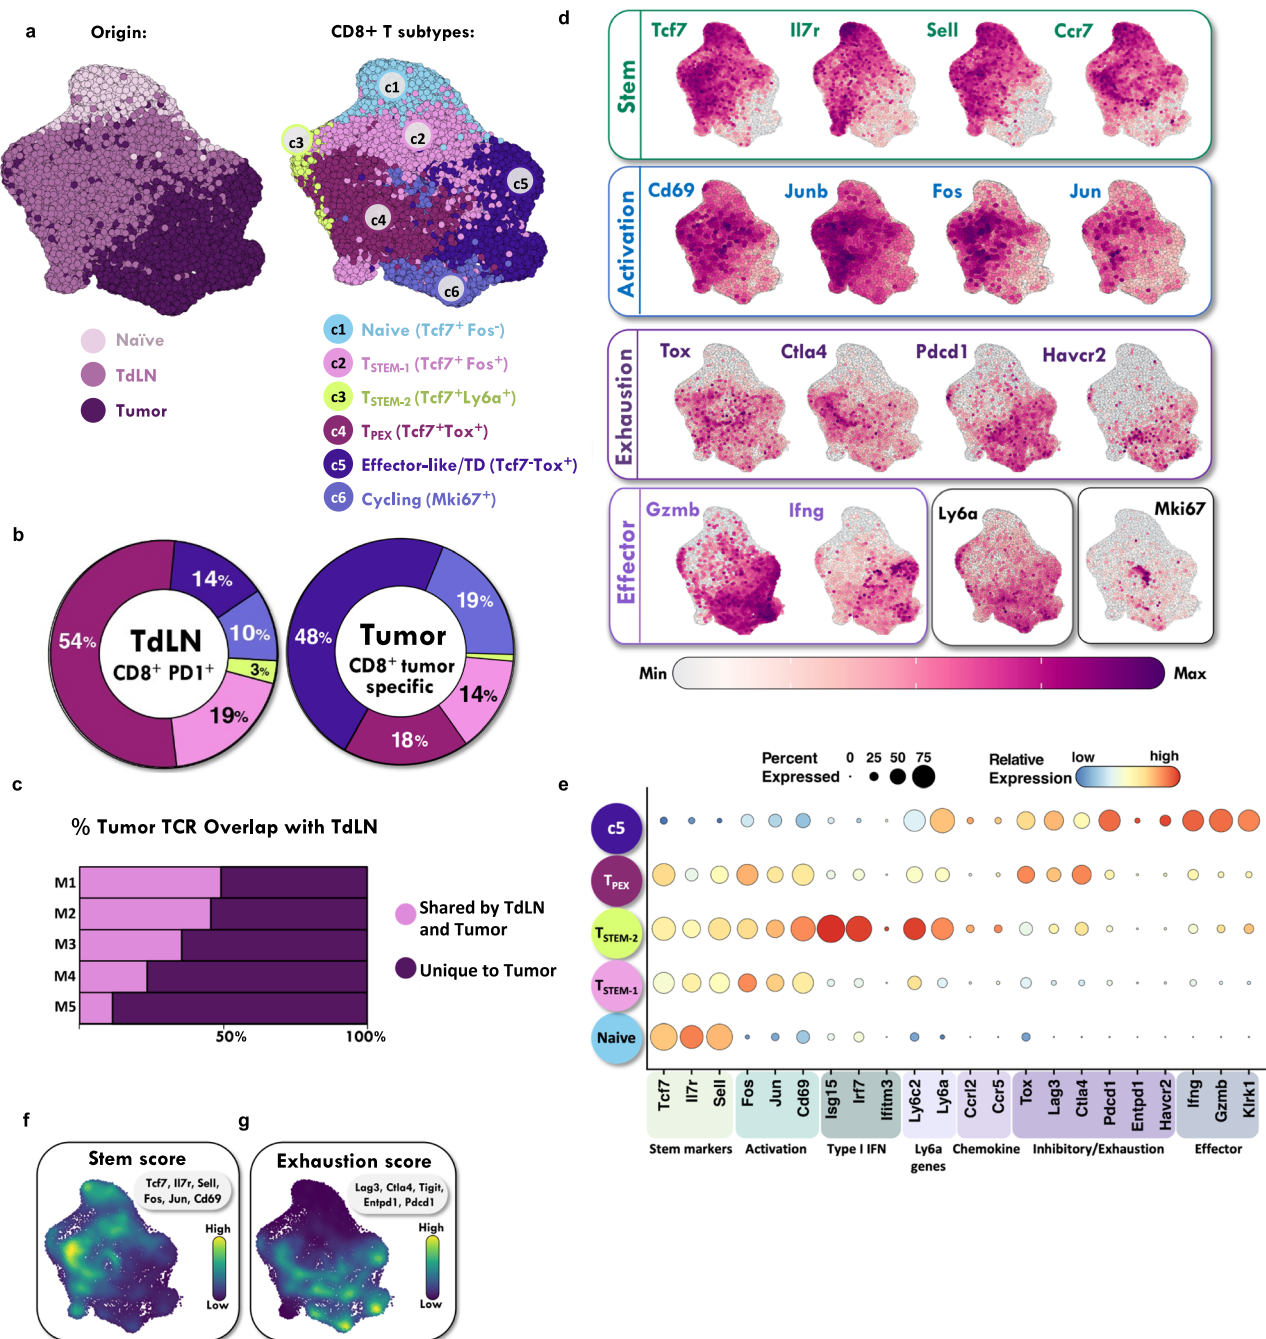 a
Origin:
CD8+ T subtypes:
c1
c2
c3
c4
c5
c6
Naïve
TdLN
Tumor
c1 Naive (Tcf7+ Fos-)
c2 TSTEM-1 (Tcf7+ Fos+)
c3 TSTEM-2 (Tcf7+Ly6a+)
c4 TPEX (Tcf7+Tox+)
c5 Effector-like/TD (Tcf7-Tox+)
c6 Cycling (Mki67+)
b
54%
14%
10%
3%
19%
TdLN
CD8+ PD1+
48%
19%
14%
18%
Tumor
CD8+ tumor
specific
c
% Tumor TCR Overlap with TdLN
M1
M2
M3
M4
M5
50%
100%
Shared by TdLN
and Tumor
Unique to Tumor
d
Stem
Tcf7
Il7r
Sell
Ccr7
Activation
Cd69
Junb
Fos
Jun
Exhaustion
Tox
Ctla4
Pdcd1
Havcr2
Effector
Gzmb
Ifng
Ly6a
Mki67
Min
Max
e
Percent
Expressed
0 25 50 75
Relative
Expression
low
high
c5
TPEX
TSTEM-2
TSTEM-1
Naive
Tcf7
Il7r
Sell
Fos
Jun
Cd69
Isg15
Irf7
Ifitm3
Ly6c2
Ly6a
Ccrl2
Ccr5
Tox
Lag3
Ctla4
Pdcd1
Entpd1
Havcr2
Ifng
Gzmb
Klrk1
Stem markers
Activation
Type I IFN
Ly6a
genes
Chemokine
Inhibitory/Exhaustion
Effector
f
Stem score
Tcf7, Il7r, Sell,
Fos, Jun, Cd69
High
Low
g
Exhaustion score
Lag3, Ctla4, Tigit,
Entpd1, Pdcd1
High
Low